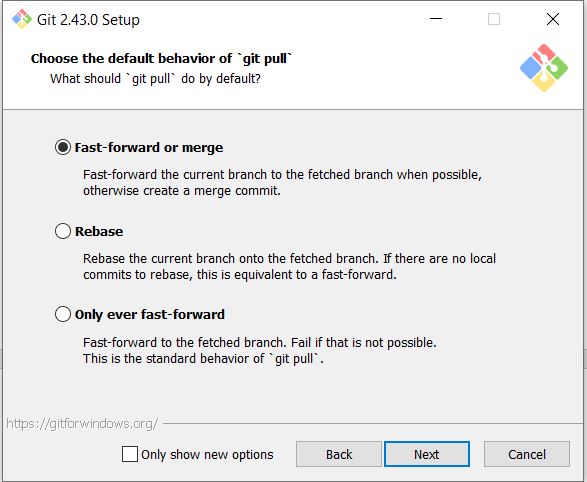 Git 2.43.0 Setup
Choose the default behavior of `git pull`
What should `git pull` do by default?
Fast-forward or merge
Fast-forward the current branch to the fetched branch when possible,
otherwise create a merge commit.
Rebase
Rebase the current branch onto the fetched branch. If there are no local
commits to rebase, this is equivalent to a fast-forward.
Only ever fast-forward
Fast-forward to the fetched branch. Fail if that is not possible.
This is the standard behavior of `git pull`.
https://gitforwindows.org/
Only show new options
Back
Next
Cancel